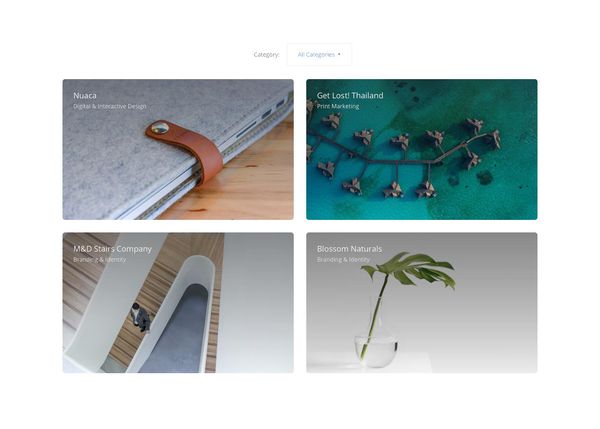 Category:
All Categories
Nuaca
Digital & Interactive Design
Get Lost! Thailand
Print Marketing
M&D Stairs Company
Branding & Identity
Blossom Naturals
Branding & Identity